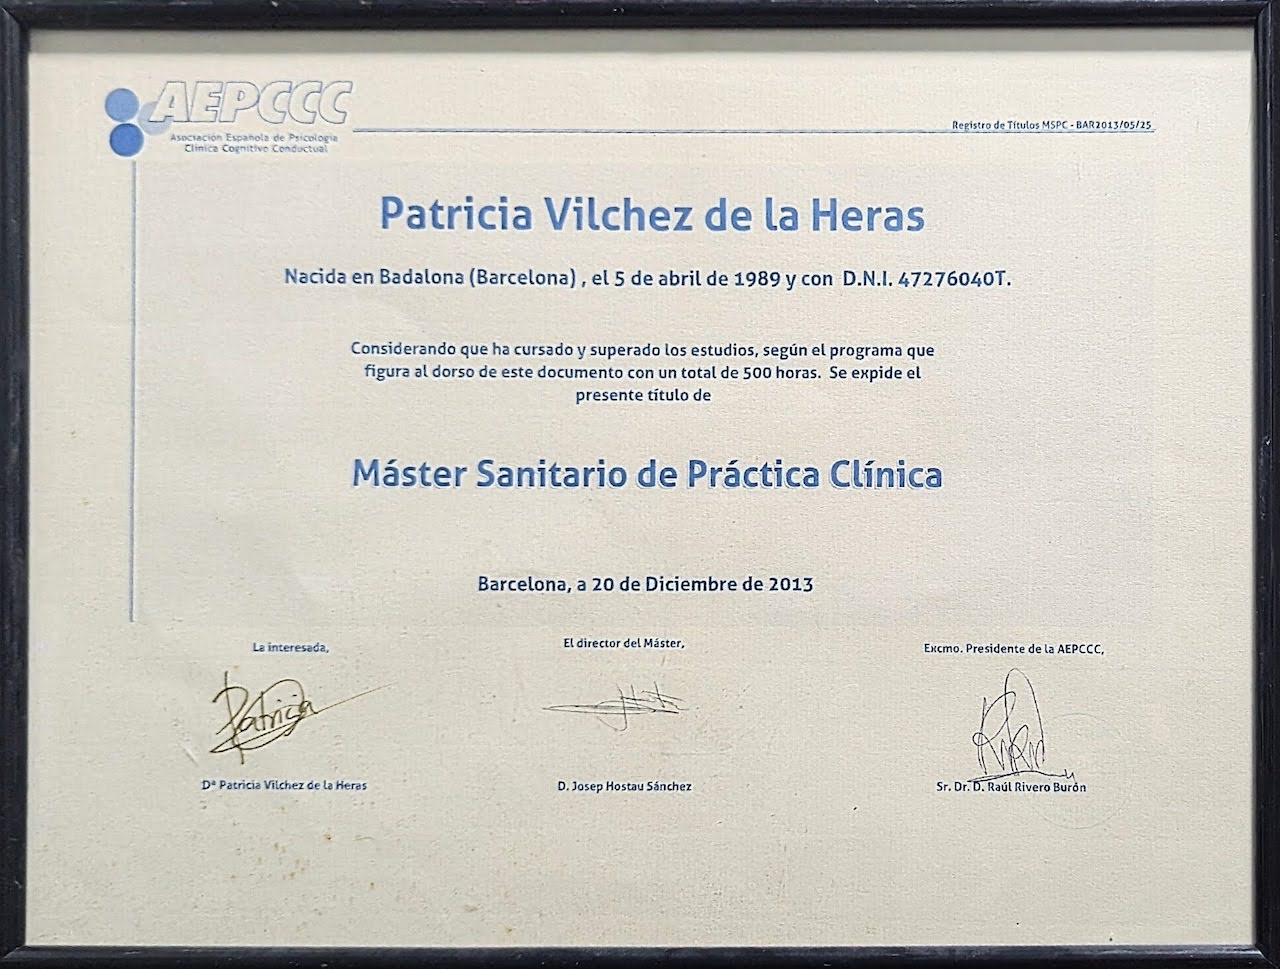 AEPCCC
Asociación Española de Psicología
Clínica Cognitivo Conductual
Registro de Títulos MSPC - BAR2013/05/25
Patricia Vilchez de la Heras
Nacida en Badalona (Barcelona) , el 5 de abril de 1989 y con D.N.I. 47276040T.
Considerando que ha cursado y superado los estudios, según el programa que
figura al dorso de este documento con un total de 500 horas. Se expide el
presente título de
Máster Sanitario de Práctica Clínica
Barcelona, a 20 de Diciembre de 2013
La interesada,
Patricia
Dª Patricia Vilchez de la Heras
El director del Máster,
D. Josep Hostau Sánchez
Excmo. Presidente de la AEPCCC,
Sr. Dr. D. Raúl Rivero Burón